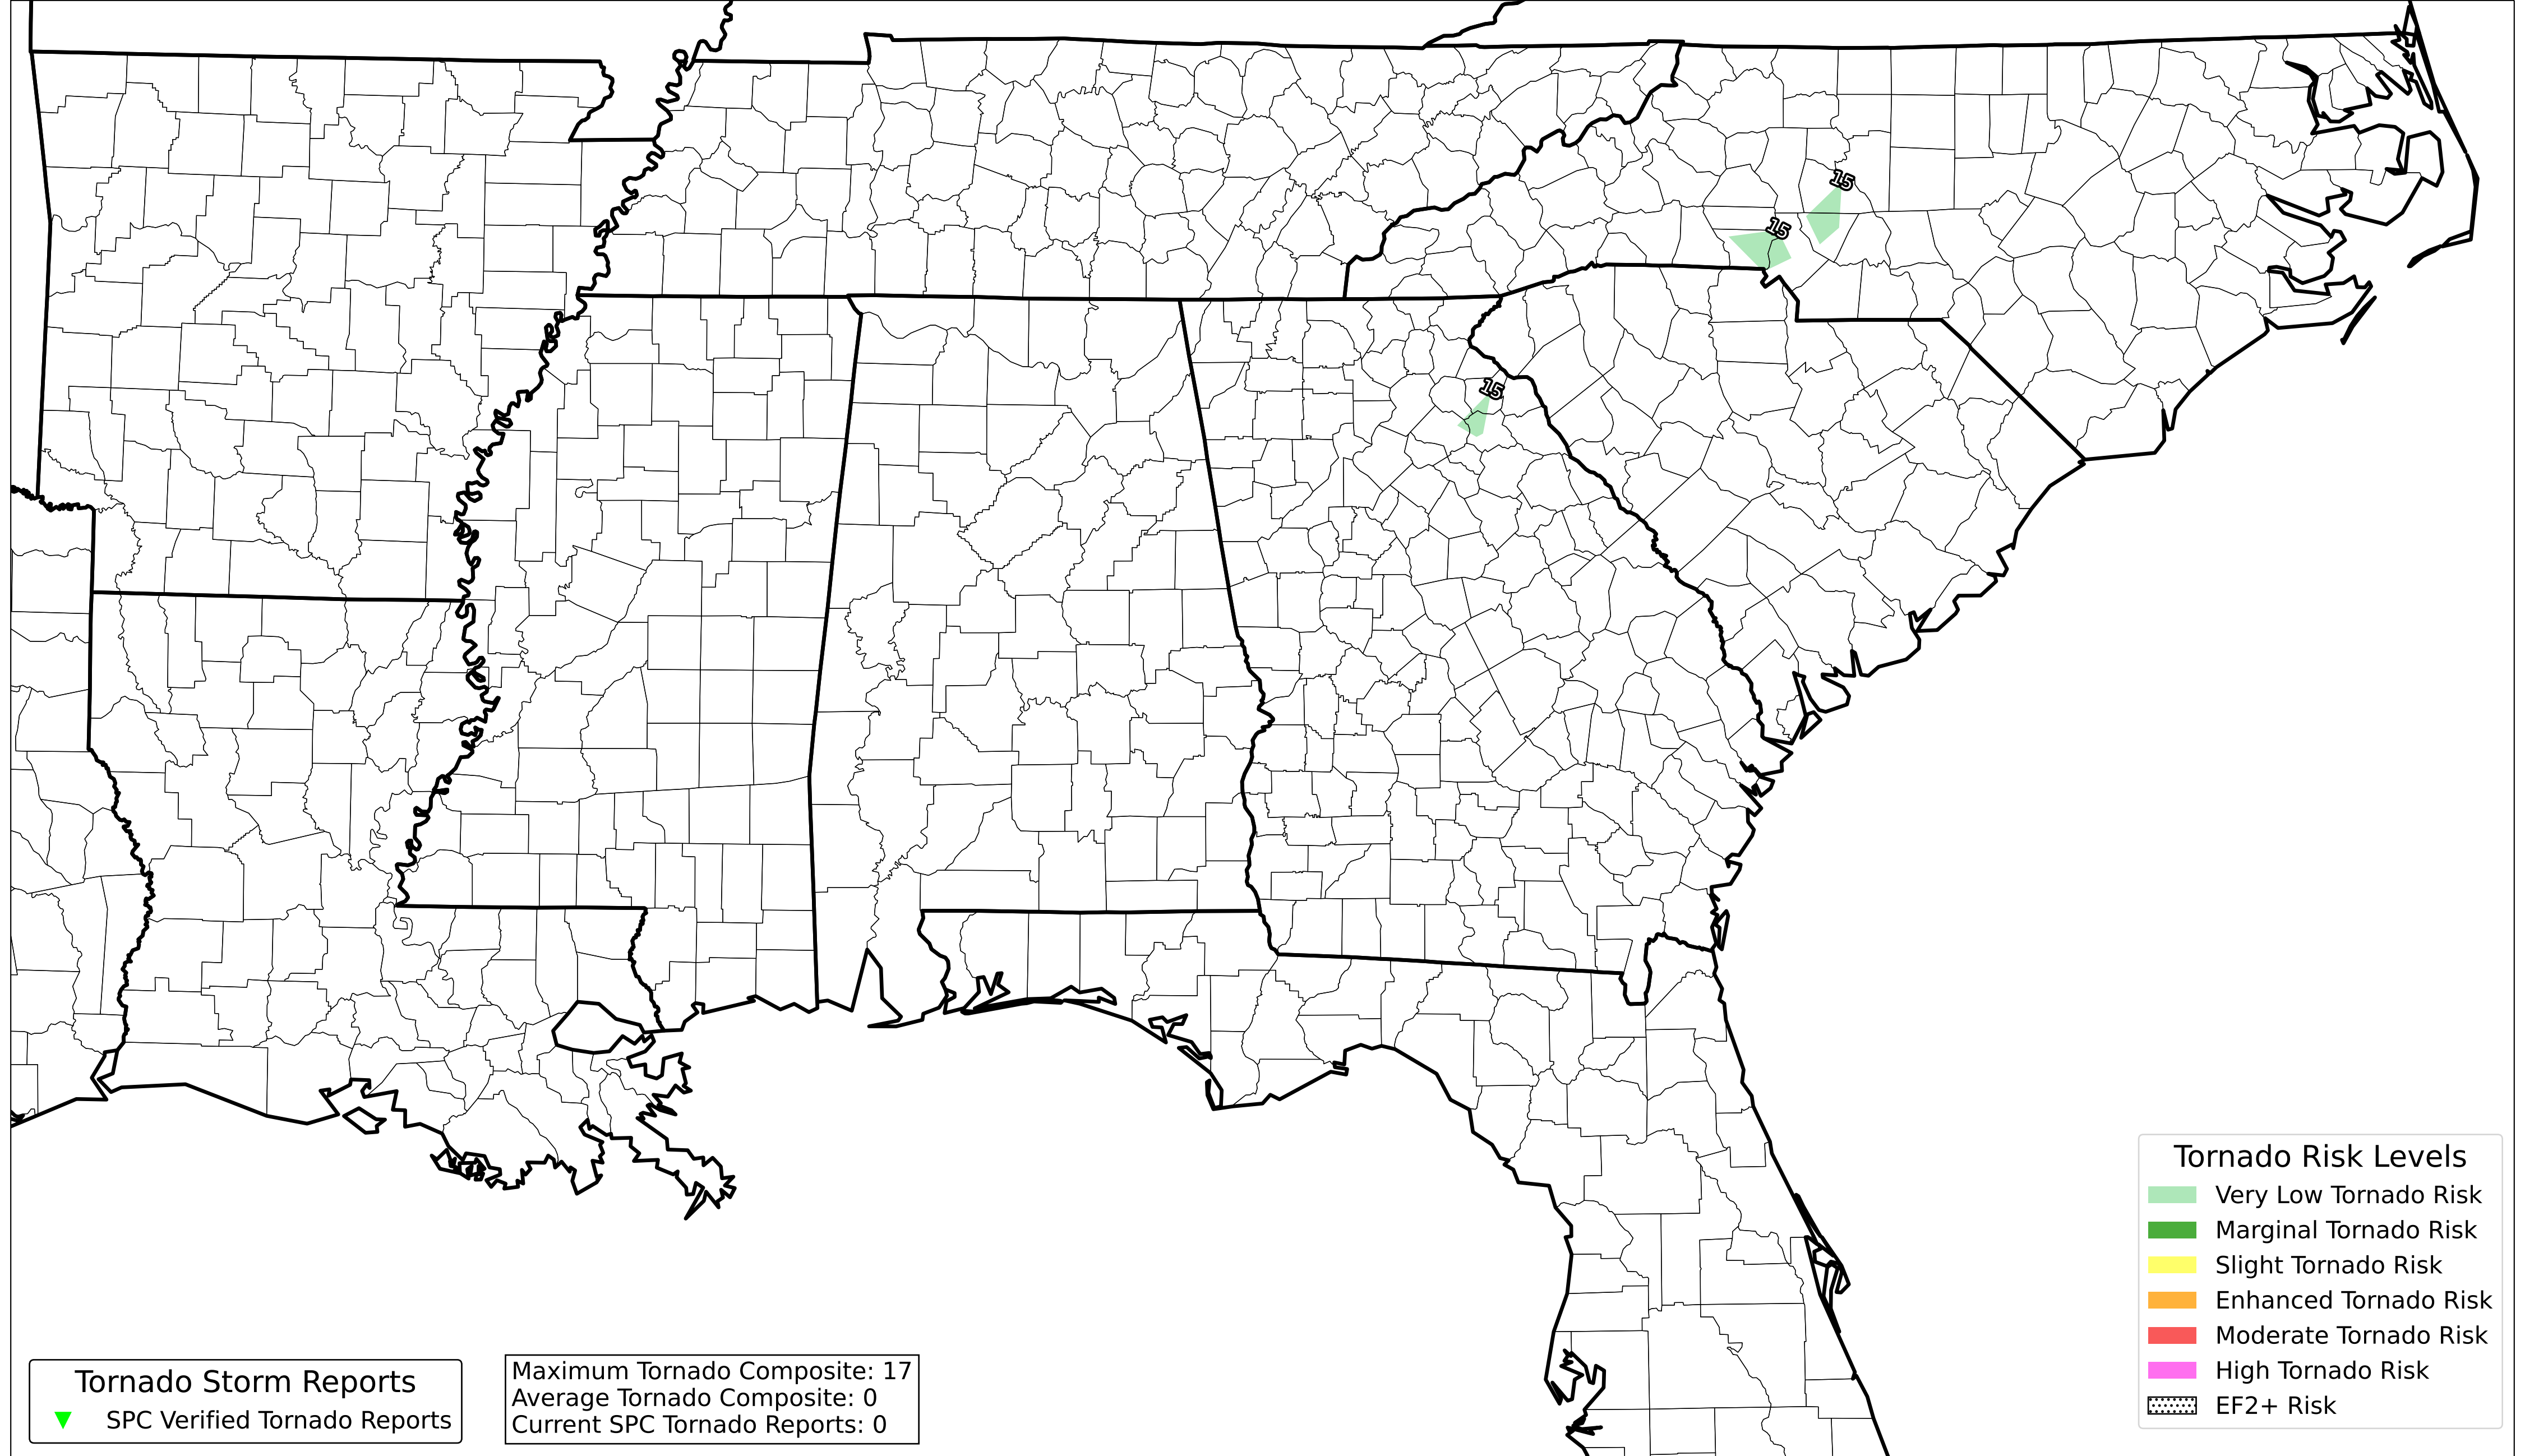 15
15
15
Tornado Risk Levels
Very Low Tornado Risk
Marginal Tornado Risk
Slight Tornado Risk
Enhanced Tornado Risk
Moderate Tornado Risk
High Tornado Risk
EF2+ Risk
Tornado Storm Reports
SPC Verified Tornado Reports
Maximum Tornado Composite: 17
Average Tornado Composite: 0
Current SPC Tornado Reports: 0